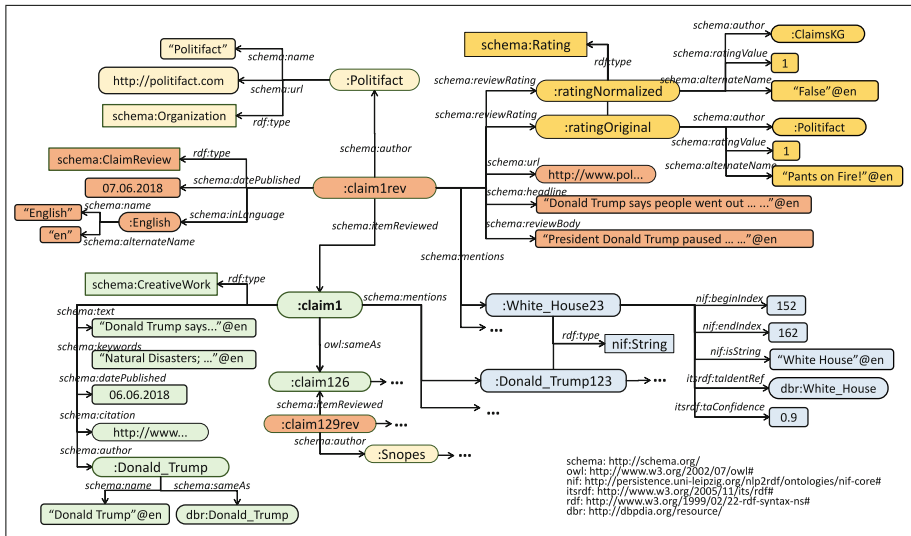 "Politifact"
schema:name
http://politifact.com
schema:url
schema:Organization
rdf:type
:Politifact
schema:author
schema:Rating
rdf:type
schema:reviewRating
:ratingNormalized
schema:author
:ClaimsKG
schema:ratingValue
1
schema:alternateName
"False"@en
schema:reviewRating
:ratingOriginal
schema:author
:Politifact
schema:ratingValue
1
schema:alternateName
"Pants on Fire!"@en
schema:ClaimReview
rdf:type
07.06.2018
schema:datePublished
:claim1rev
schema:url
http://www.pol...
schema:headline
"Donald Trump says people went out ... ..."@en
schema:reviewBody
"President Donald Trump paused ... ..."@en
"English"
schema:name
:English
schema:inLanguage
"en"
schema:alternateName
schema:itemReviewed
schema:mentions
schema:CreativeWork
rdf:type
:claim1
schema:mentions
:White_House23
nif:beginIndex
152
nif:endIndex
162
rdf:type
nif:String
nif:isString
"White House"@en
itsrdf:taIdentRef
dbr:White_House
itsrdf:taConfidence
0.9
...
schema:text
"Donald Trump says..."@en
schema:keywords
"Natural Disasters; ..."@en
schema:datePublished
06.06.2018
schema:citation
http://www...
schema:author
:Donald_Trump
schema:name
schema:sameAs
"Donald Trump"@en
dbr:Donald_Trump
owl:sameAs
:claim126
...
:Donald_Trump123
...
schema:itemReviewed
...
:claim129rev
...
schema:author
:Snopes
...
schema: http://schema.org/
owl: http://www.w3.org/2002/07/owl#
nif: http://persistence.uni-leipzig.org/nlp2rdf/ontologies/nif-core#
itsrdf: http://www.w3.org/2005/11/its/rdf#
rdf: http://www.w3.org/1999/02/22-rdf-syntax-ns#
dbr: http://dbpdia.org/resource/